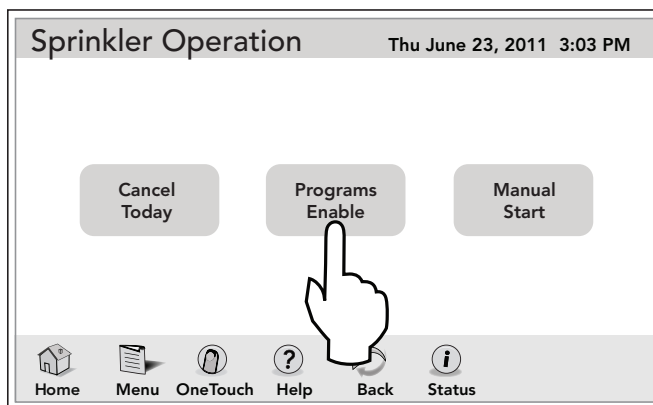 Sprinkler Operation Thu June 23, 2011 3:03 PM
Cancel Today
Programs Enable
Manual Start
Home Menu OneTouch Help Back Status